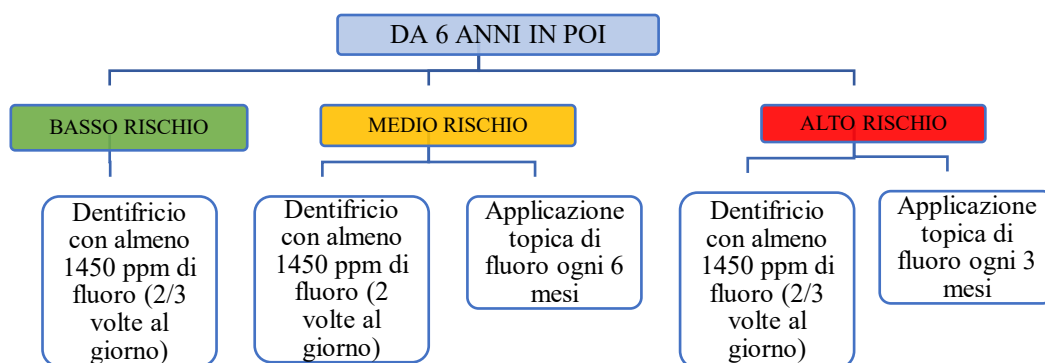 DA 6 ANNI IN POI
BASSO RISCHIO
MEDIO RISCHIO
ALTO RISCHIO
Dentifricio
con almeno
1450 ppm di
fluoro (2/3
volte al
giorno)
Dentifricio
con almeno
1450 ppm di
fluoro (2
volte al
giorno)
Applicazione
topica di
fluoro ogni 6
mesi
Dentifricio
con almeno
1450 ppm di
fluoro (2/3
volte al
giorno)
Applicazione
topica di
fluoro ogni 3
mesi